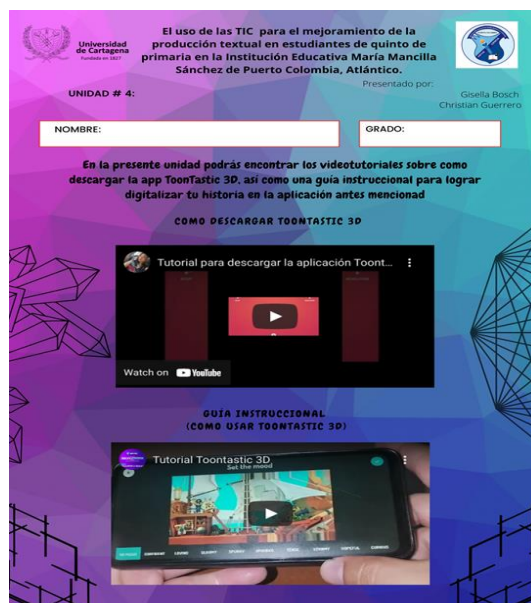 El uso de las TIC para el mejoramiento de la
producción textual en estudiantes de quinto de
primaria en la Institución Educativa María Mancilla
Sánchez de Puerto Colombia, Atlántico.
Universidad
de Cartagena
Fundada en 1827
Presentado por:
Gisella Bosch
Christian Guerrero
UNIDAD # 4:
NOMBRE:
GRADO:
En la presente unidad podrás encontrar los videotutoriales sobre como
descargar la app ToonTastic 3D, así como una guía instruccional para lograr
digitalizar tu historia en la aplicación antes mencionad
COMO DESCARGAR TOONTASTIC 3D
Tutorial para descargar la aplicación Toont...
Watch on YouTube
GUÍA INSTRUCCIONAL
(COMO USAR TOONTASTIC 3D)
Tutorial Toontastic 3D
Set the mood